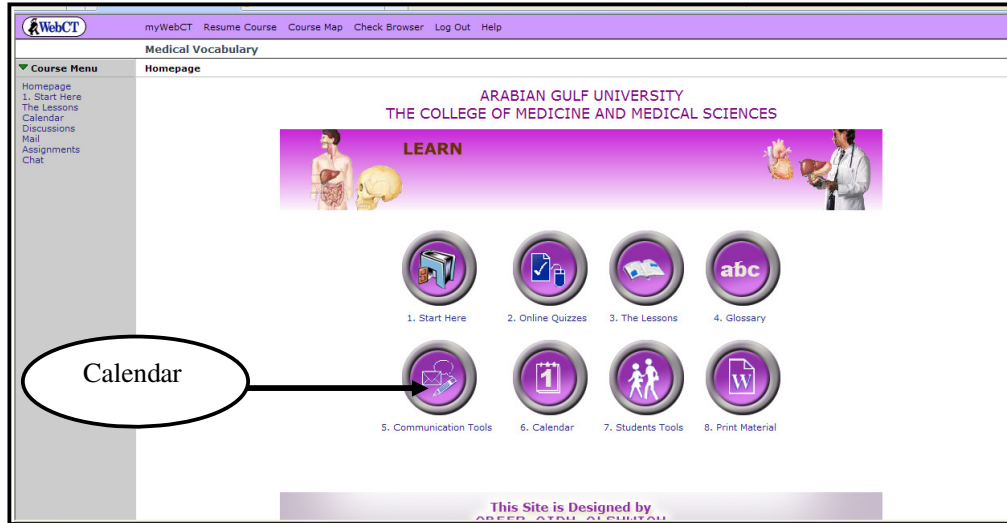 WebCT myWebCT Resume Course Course Map Check Browser Log Out Help
Medical Vocabulary
Course Menu Homepage
Homepage
1. Start Here
The Lessons
Calendar
Discussions
Mail
Assignments
Chat
ARABIAN GULF UNIVERSITY
THE COLLEGE OF MEDICINE AND MEDICAL SCIENCES
LEARN
abc
1. Start Here 2. Online Quizzes 3. The Lessons 4. Glossary
Calendar
1 W
5. Communication Tools 6. Calendar 7. Students Tools 8. Print Material
This Site is Designed by